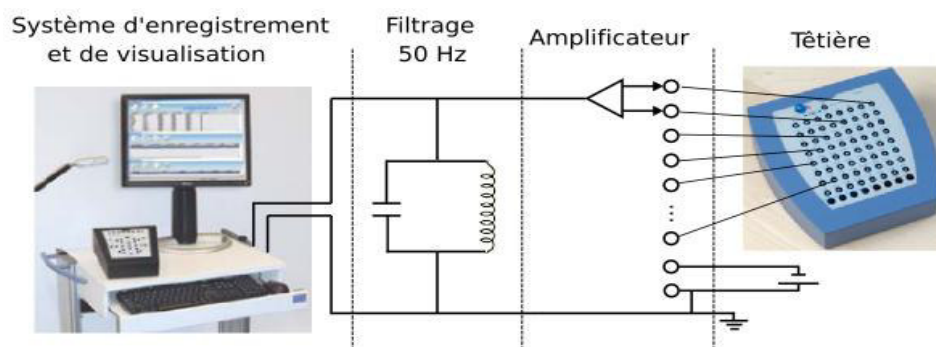 Système d'enregistrement
et de visualisation
Filtrage
50 Hz
Amplificateur
Têtière